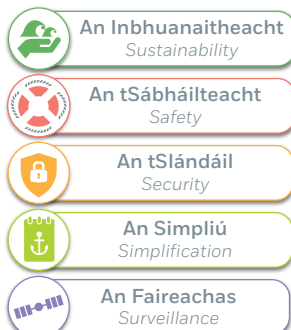 An Inbhuanaitheacht
Sustainability
An tSábháilteacht
Safety
An tSlándáil
Security
An Simpliú
Simplification
An Faireachas
Surveillance